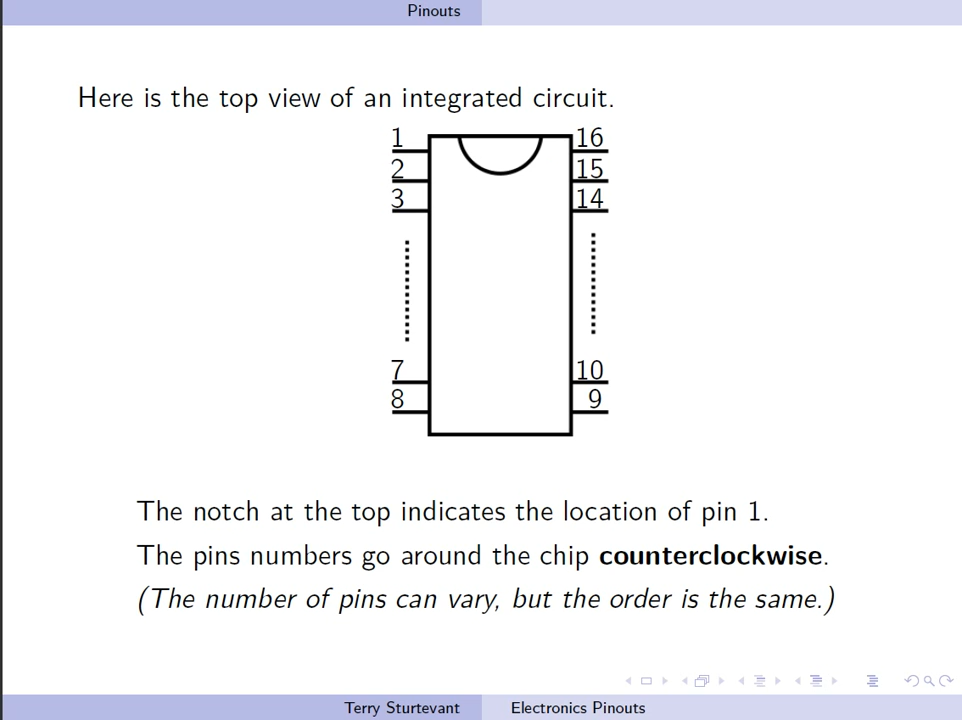 Pinouts
Here is the top view of an integrated circuit.
1 16
2 15
3 14
7 10
8 9
The notch at the top indicates the location of pin 1.
The pins numbers go around the chip counterclockwise.
(The number of pins can vary, but the order is the same.)
Terry Sturtevant Electronics Pinouts